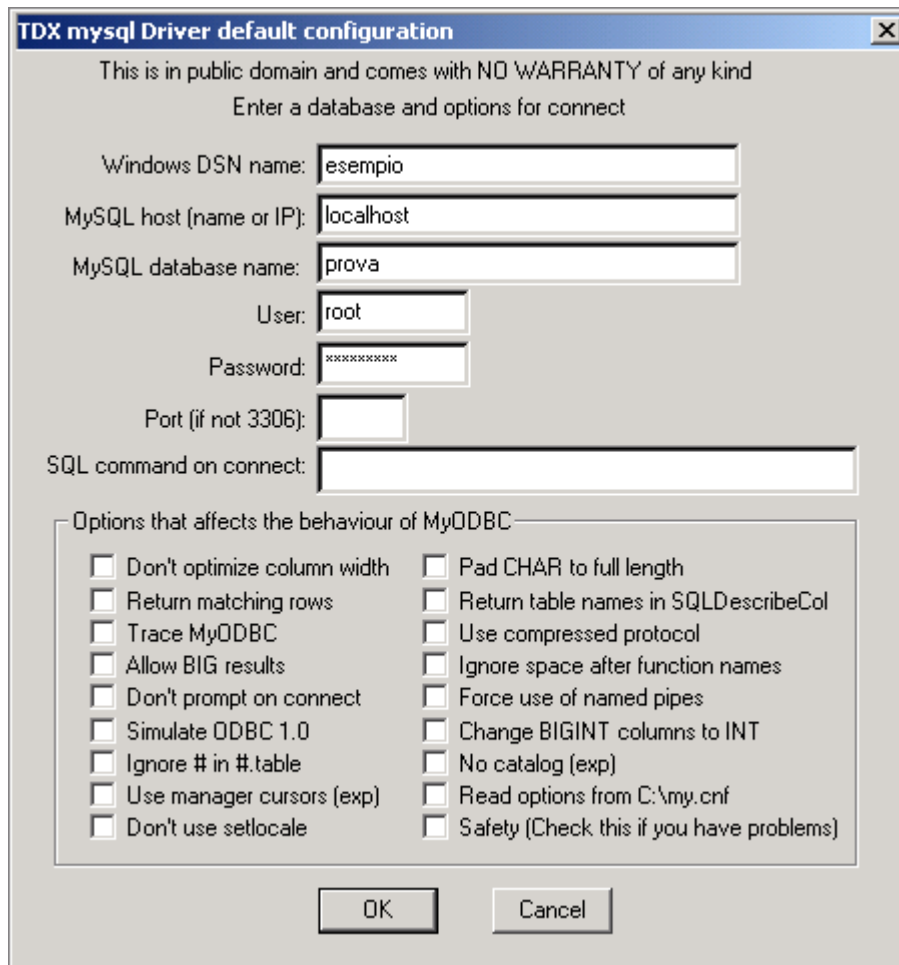 TDX mysql Driver default configuration
This is in public domain and comes with NO WARRANTY of any kind
Enter a database and options for connect
Windows DSN name: esempio
MySQL host (name or IP): localhost
MySQL database name: prova
User: root
Password: *********
Port (if not 3306):
SQL command on connect:
Options that affects the behaviour of MyODBC
Don't optimize column width Pad CHAR to full length
Return matching rows Return table names in SQLDescribeCol
Trace MyODBC Use compressed protocol
Allow BIG results Ignore space after function names
Don't prompt on connect Force use of named pipes
Simulate ODBC 1.0 Change BIGINT columns to INT
Ignore # in #.table No catalog (exp)
Use manager cursors (exp) Read options from C:\my.cnf
Don't use setlocale Safety (Check this if you have problems)
OK Cancel